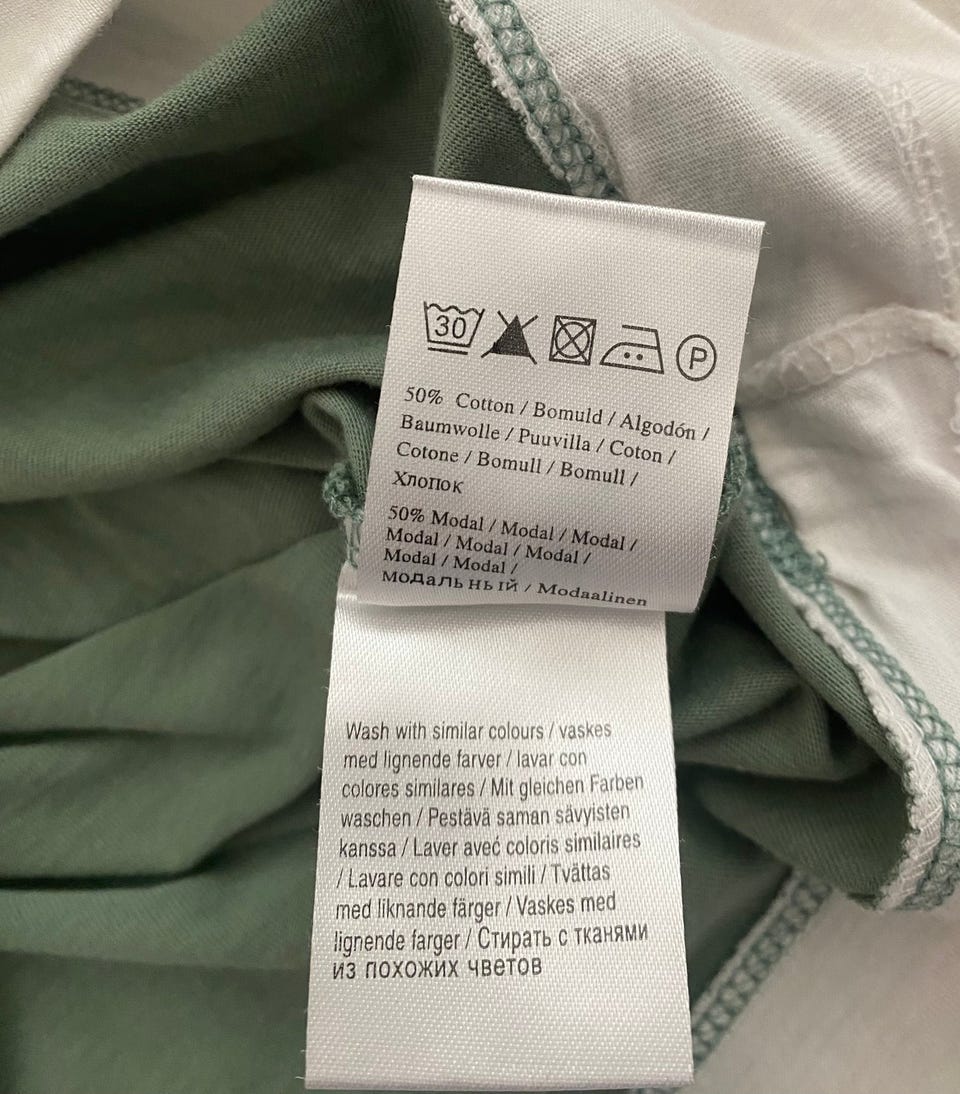 30 P
50% Cotton / Bomuld / Algodón /
Baumwolle / Puuvilla / Coton /
Cotone / Bomull / Bomull /
Хлопок
50% Modal / Modal / Modal /
Modal / Modal / Modal /
Modal / Modal /
модальный / Modaalinen
Wash with similar colours / vaskes
med lignende farver / lavar con
colores similares / Mit gleichen Farben
waschen / Pestävä saman sävyisten
kanssa / Laver aveć coloris similaires
/ Lavare con colori simili / Tvättas
med liknande färger / Vaskes med
lignende farger / Стирать с тканями
из похожих чветов